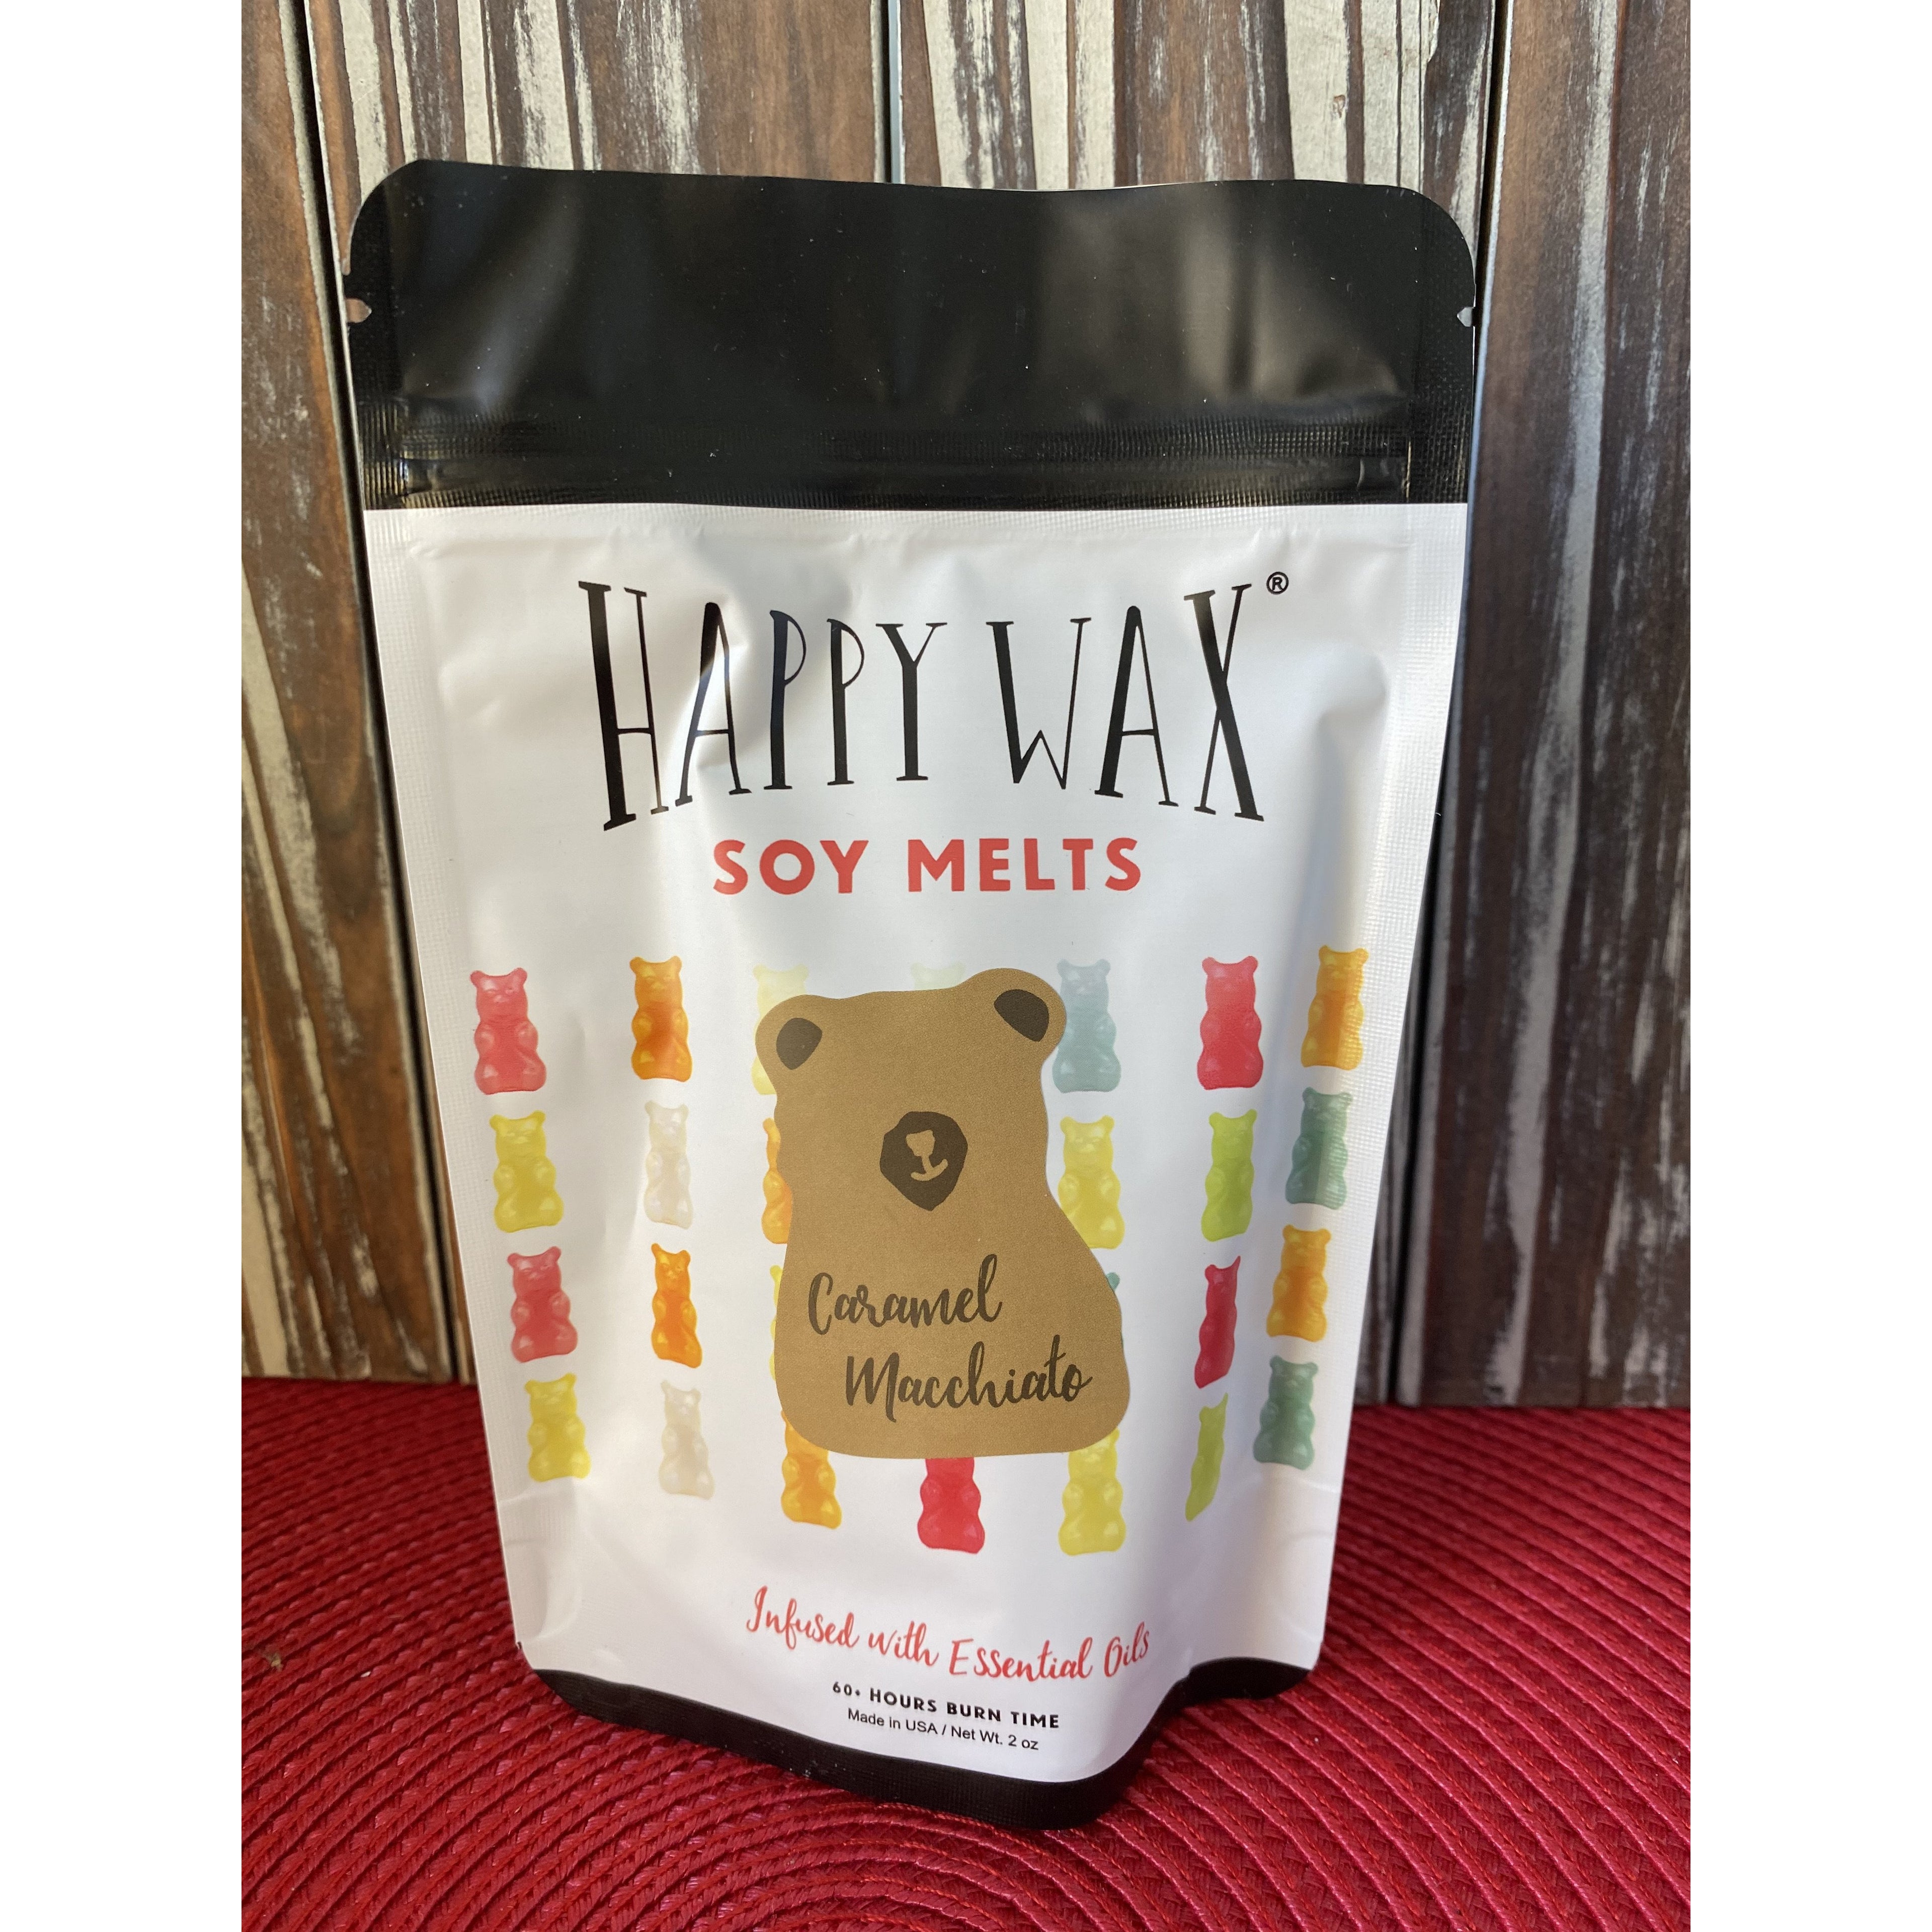 HAPPY WAX®
SOY MELTS
Caramel
Macchiato
Infused with Essential Oils
60+ HOURS BURN TIME
Made in USA / Net Wt. 2 oz